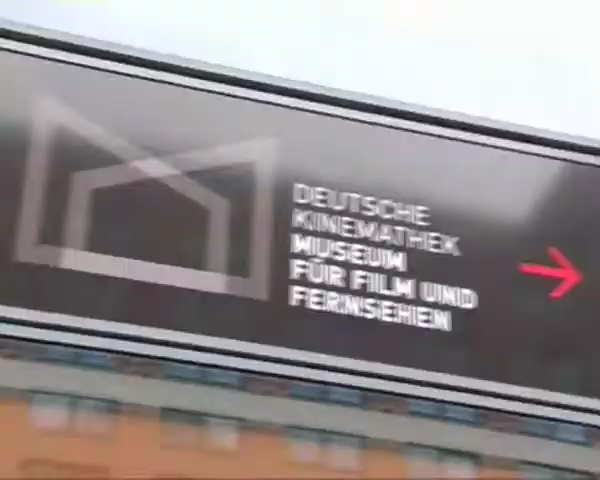 DEUTSCHE
KINEMATHEK
MUSEUM
FÜR FILM UND
FERNSEHEN